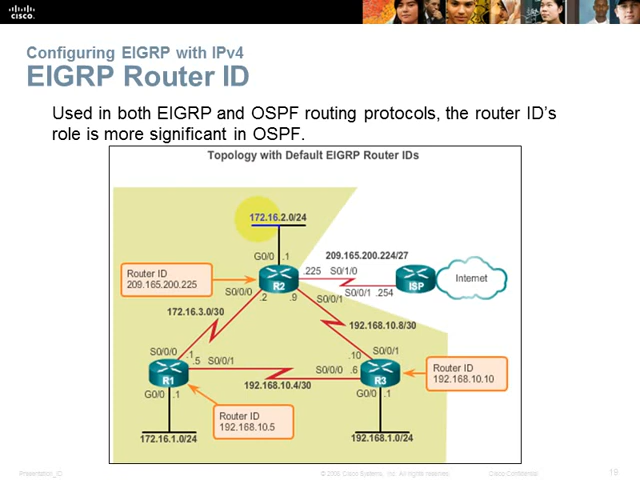 CISCO
Configuring EIGRP with IPv4
EIGRP Router ID
Used in both EIGRP and OSPF routing protocols, the router ID's
role is more significant in OSPF.
Topology with Default EIGRP Router IDs
172.16.2.0/24
G0/0 .1
209.165.200.224/27
Router ID
209.165.200.225
R2
.225 S0/1/0
S0/0/1 .254
ISP
Internet
S0/0/0 .2
.9 S0/0/1
172.16.3.0/30
192.168.10.8/30
S0/0/0 .1
.5 S0/0/1
.10 S0/0/1
S0/0/0 .6
R1
R3
Router ID
192.168.10.10
192.168.10.4/30
G0/0 .1
G0/0 .1
Router ID
192.168.10.5
172.16.1.0/24
192.168.1.0/24
Presentation_ID
© 2008 Cisco Systems, Inc. All rights reserved.
Cisco Confidential
19